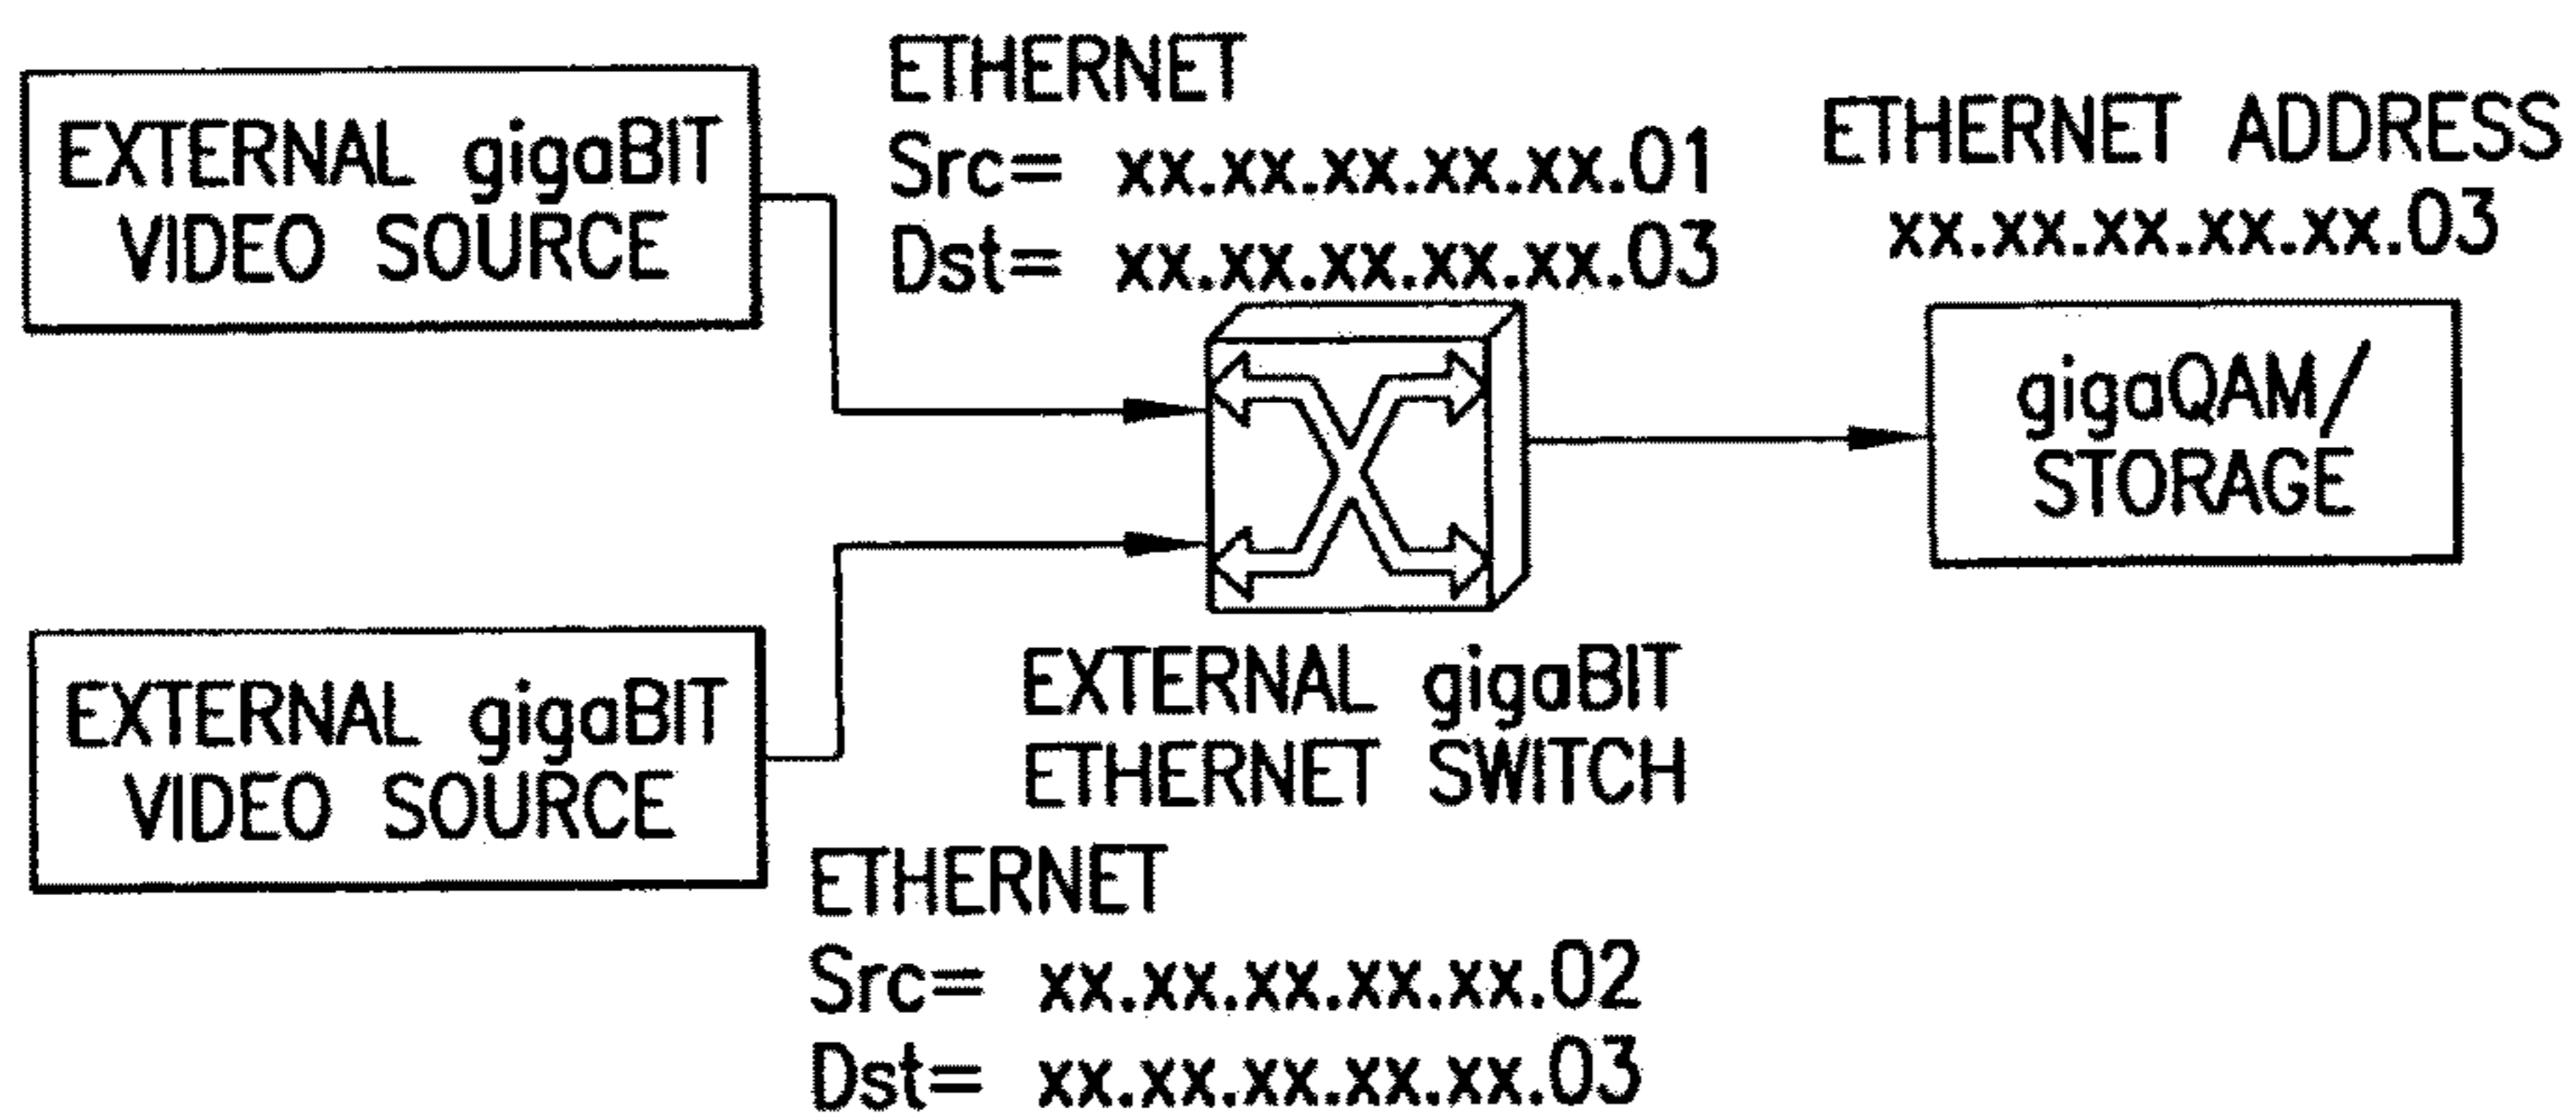 EXTERNAL gigaBIT
VIDEO SOURCE
ETHERNET
Src= xx.xx.xx.xx.xx.01
Dst= xx.xx.xx.xx.xx.03
ETHERNET ADDRESS
xx.xx.xx.xx.xx.03
gigaQAM/
STORAGE
EXTERNAL gigaBIT
VIDEO SOURCE
EXTERNAL gigaBIT
ETHERNET SWITCH
ETHERNET
Src= xx.xx.xx.xx.xx.02
Dst= xx.xx.xx.xx.xx.03